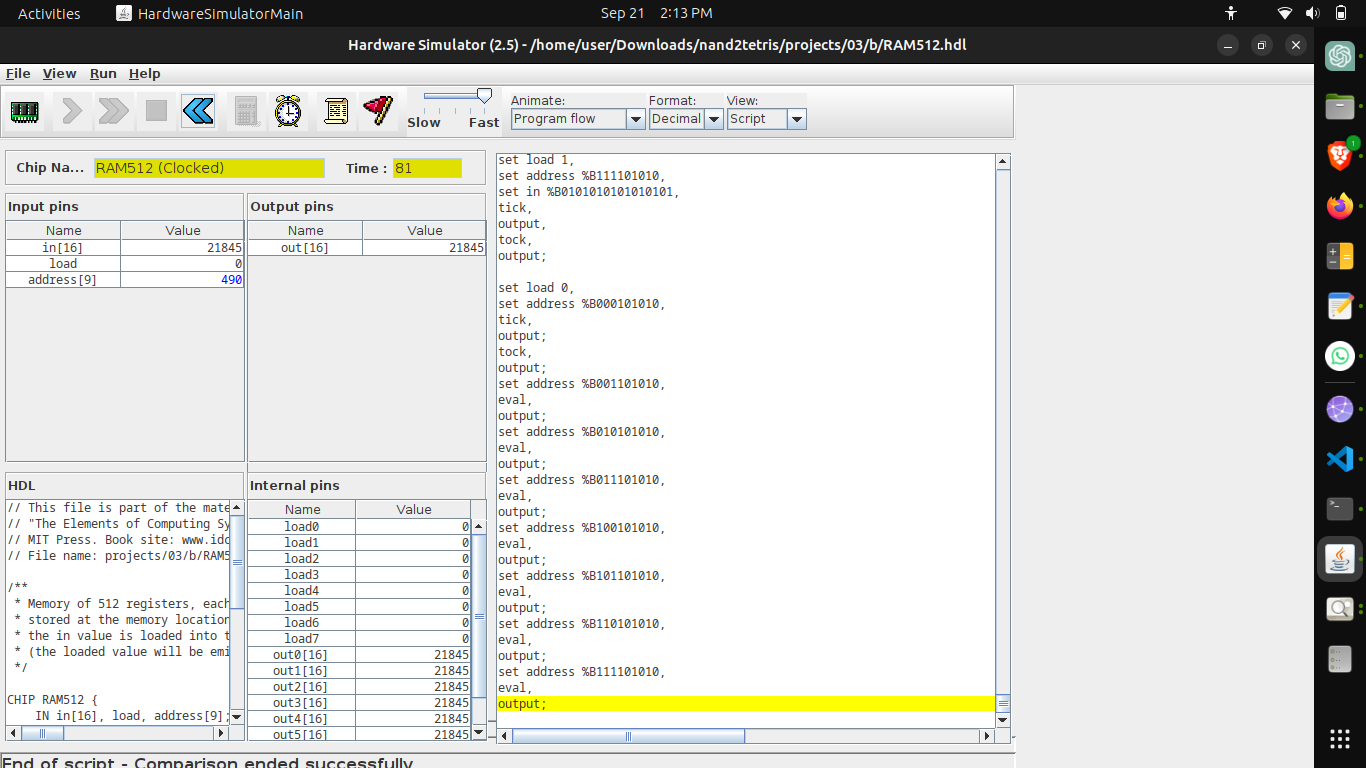 Activities HardwareSimulatorMain Sep 21 2:13 PM
Hardware Simulator (2.5) - /home/user/Downloads/nand2tetris/projects/03/b/RAM512.hdl
File View Run Help
Slow Fast
Animate: Format: View:
Program flow Decimal Script
Chip Na... RAM512 (Clocked) Time : 81
Input pins
Name Value
in[16] 21845
load 0
address[9] 490
Output pins
Name Value
out[16] 21845
HDL
// This file is part of the mate
// "The Elements of Computing Sy
// MIT Press. Book site: www.idc
// File name: projects/03/b/RAM5
/**
* Memory of 512 registers, each
* stored at the memory location
* the in value is loaded into t
* (the loaded value will be emi
*/
CHIP RAM512 {
IN in[16], load, address[9];
Internal pins
Name Value
load0 0
load1 0
load2 0
load3 0
load4 0
load5 0
load6 0
load7 0
out0[16] 21845
out1[16] 21845
out2[16] 21845
out3[16] 21845
out4[16] 21845
out5[16] 21845
set load 1,
set address %B111101010,
set in %B0101010101010101,
tick,
output,
tock,
output;
set load 0,
set address %B000101010,
tick,
output;
tock,
output;
set address %B001101010,
eval,
output;
set address %B010101010,
eval,
output;
set address %B011101010,
eval,
output;
set address %B100101010,
eval,
output;
set address %B101101010,
eval,
output;
set address %B110101010,
eval,
output;
set address %B111101010,
eval,
output;
End of script - Comparison ended successfully